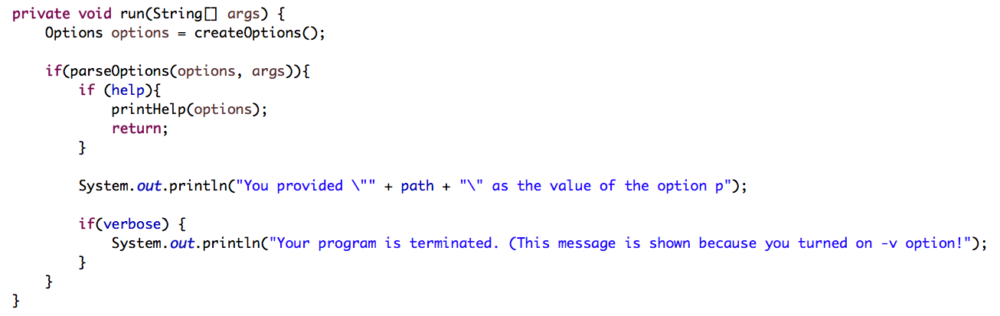 private void run(String[] args) {
    Options options = createOptions();

    if(parseOptions(options, args)){
        if (help){
            printHelp(options);
            return;
        }

        System.out.println("You provided \"" + path + "\" as the value of the option p");

        if(verbose) {
            System.out.println("Your program is terminated. (This message is shown because you turned on -v option!");
        }
    }
}